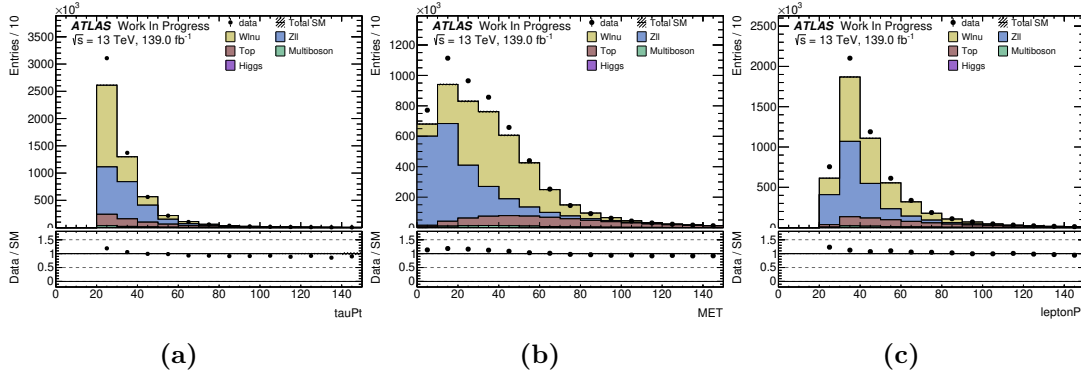 ×10³
Entries / 10
ATLAS Work In Progress
√s = 13 TeV, 139.0 fb⁻¹
data
Total SM
Wlnu
Zll
Top
Multiboson
Higgs
3500
3000
2500
2000
1500
1000
500
0
Data / SM
1.5
1
0.5
0
0 20 40 60 80 100 120 140
tauPt
(a)
×10³
Entries / 10
ATLAS Work In Progress
√s = 13 TeV, 139.0 fb⁻¹
data
Total SM
Wlnu
Zll
Top
Multiboson
Higgs
1200
1000
800
600
400
200
0
Data / SM
1.5
1
0.5
0
0 20 40 60 80 100 120 140
MET
(b)
×10³
Entries / 10
ATLAS Work In Progress
√s = 13 TeV, 139.0 fb⁻¹
data
Total SM
Wlnu
Zll
Top
Multiboson
Higgs
2500
2000
1500
1000
500
0
Data / SM
1.5
1
0.5
0
0 20 40 60 80 100 120 140
leptonP
(c)